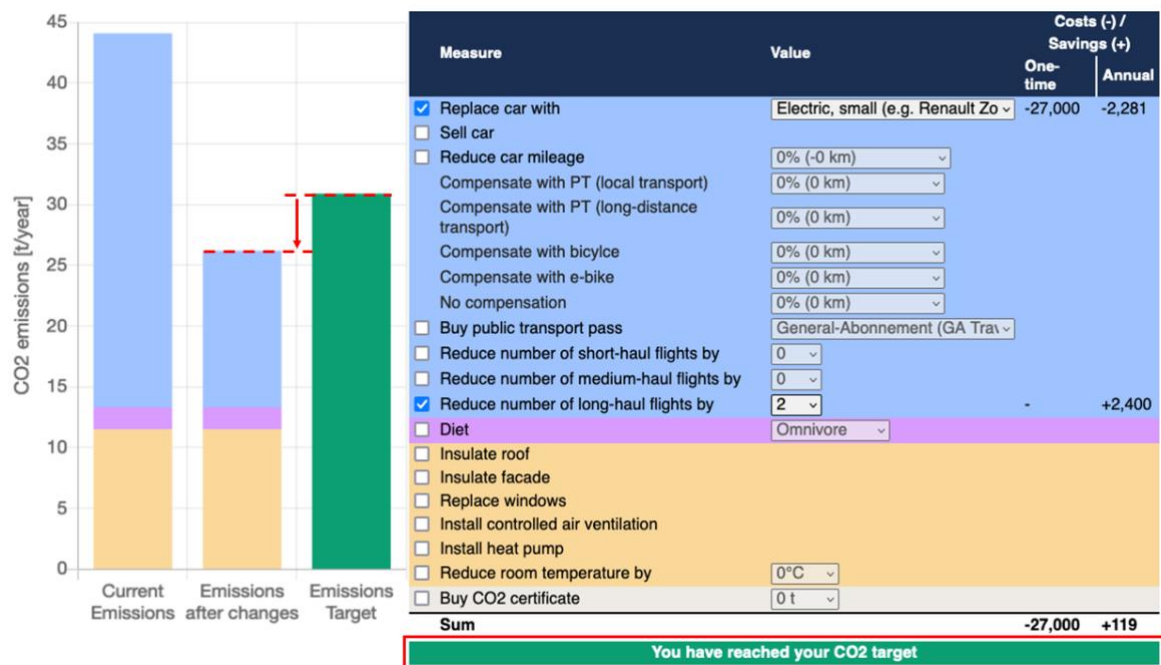 45
40
35
30
25
20
15
10
5
0
CO2 emissions [t/year]
Current
Emissions
Emissions
after changes
Emissions
Target
Measure Value Costs (-) /
Savings (+)
One-
time Annual
Replace car with Electric, small (e.g. Renault Zo -27,000 -2,281
Sell car
Reduce car mileage 0% (-0 km)
Compensate with PT (local transport) 0% (0 km)
Compensate with PT (long-distance
transport) 0% (0 km)
Compensate with bicylce 0% (0 km)
Compensate with e-bike 0% (0 km)
No compensation 0% (0 km)
Buy public transport pass General-Abonnement (GA Trav
Reduce number of short-haul flights by 0
Reduce number of medium-haul flights by 0
Reduce number of long-haul flights by 2 - +2,400
Diet Omnivore
Insulate roof
Insulate facade
Replace windows
Install controlled air ventilation
Install heat pump
Reduce room temperature by 0°C
Buy CO2 certificate 0 t
Sum -27,000 +119
You have reached your CO2 target